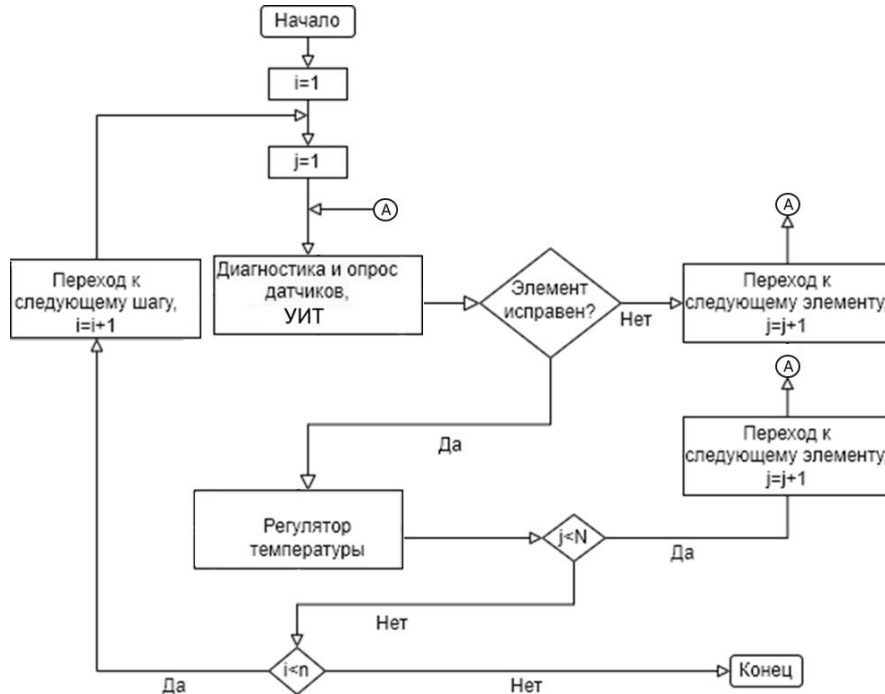 Начало
i=1
j=1
А
А
Переход к
следующему шагу,
i=i+1
Диагностика и опрос
датчиков,
УИТ
Элемент
исправен?
Нет
Переход к
следующему элементу,
j=j+1
А
Да
Переход к
следующему элементу,
j=j+1
Регулятор
температуры
j<N
Да
Нет
i<n
Да
Нет
Конец